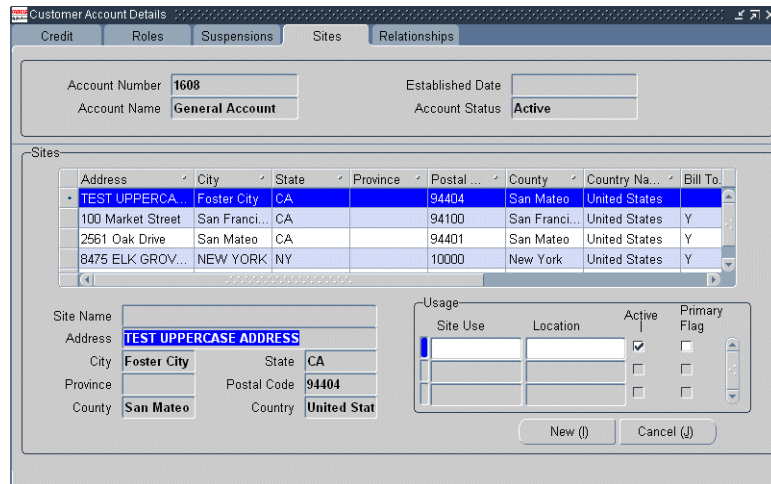 Customer Account Details
Credit Roles Suspensions Sites Relationships
Account Number 1608 Established Date
Account Name General Account Account Status Active
Sites
Address City State Province Postal ... County Country Na... Bill To
TEST UPPERCA... Foster City CA 94404 San Mateo United States
100 Market Street San Franci... CA 94100 San Franci... United States Y
2561 Oak Drive San Mateo CA 94401 San Mateo United States Y
8475 ELK GROV... NEW YORK NY 10000 New York United States Y
Usage
Site Name
Site Use Location Active Primary Flag
Address TEST UPPERCASE ADDRESS
City Foster City State CA
Province Postal Code 94404
County San Mateo Country United Stat
New (I) Cancel (J)